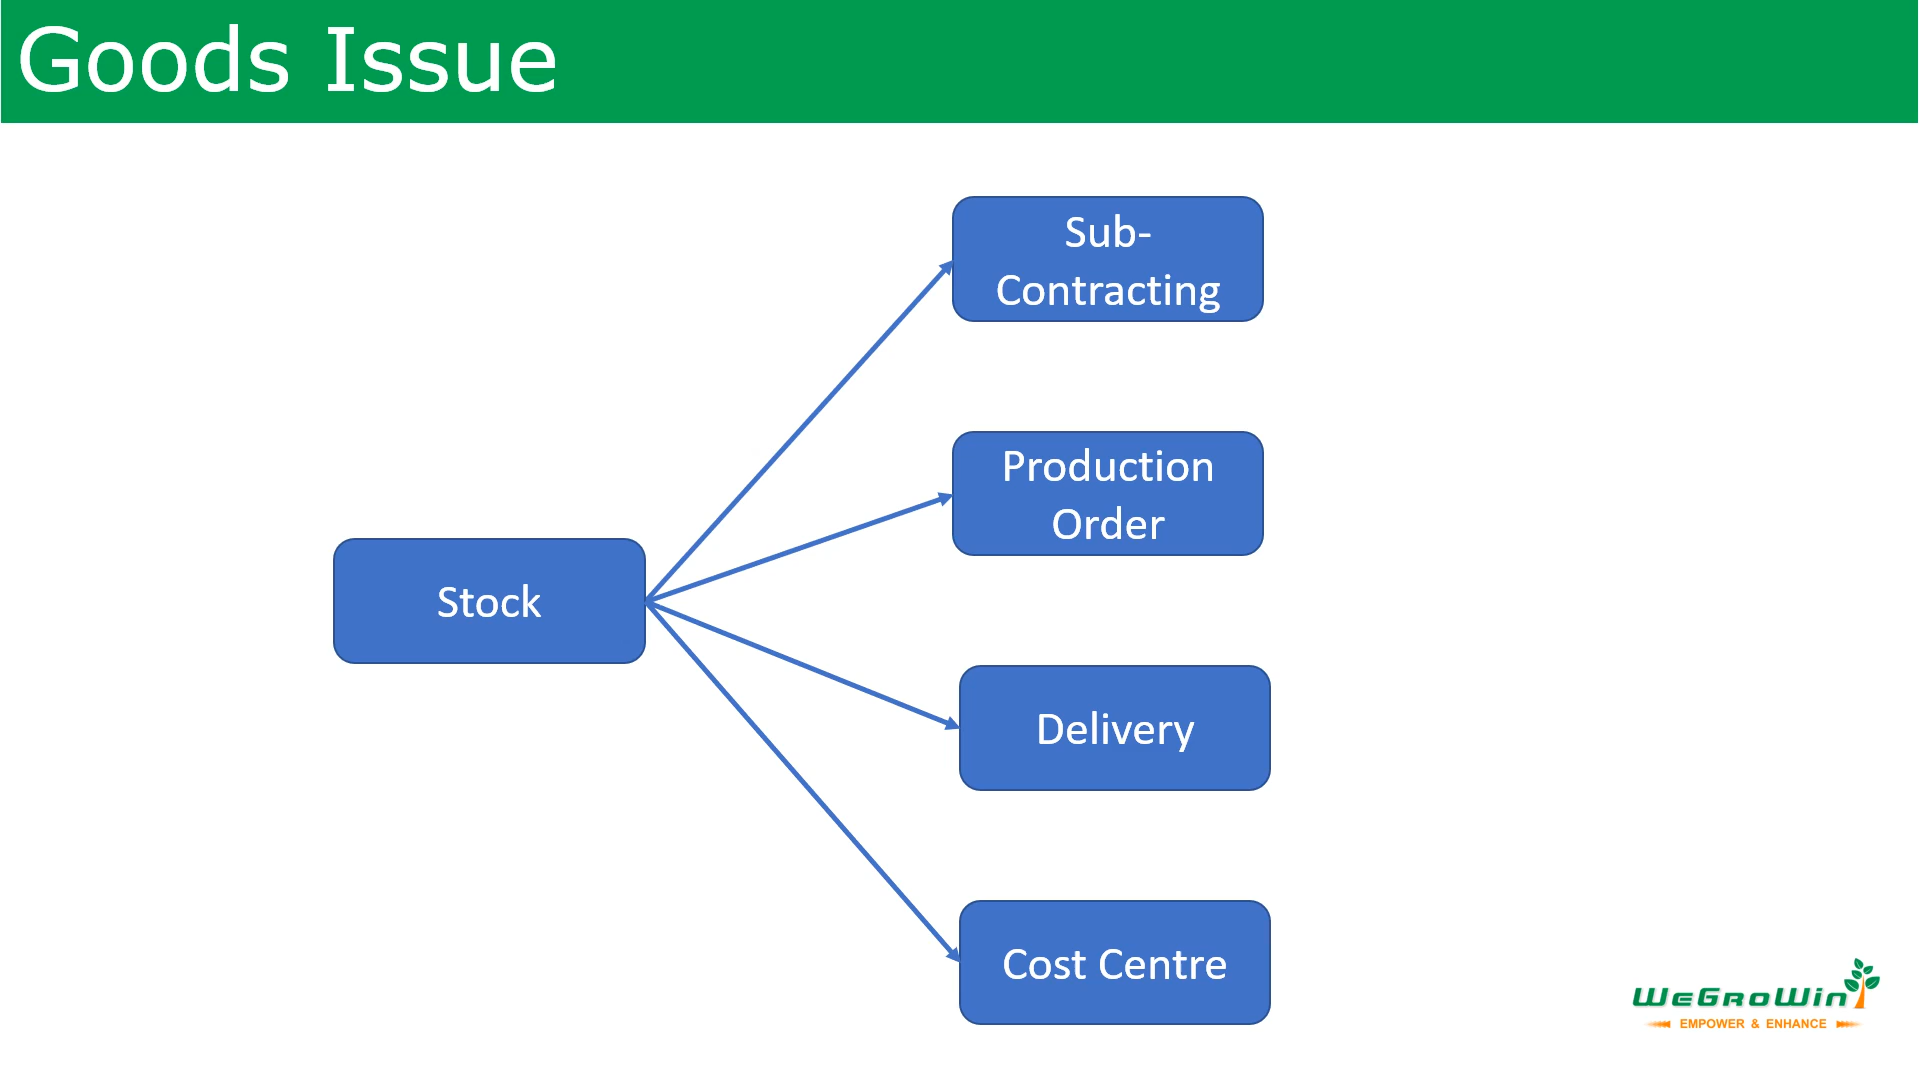 Goods Issue
Sub-
Contracting
Production
Order
Stock
Delivery
Cost Centre
WeGroWin
EMPOWER & ENHANCE